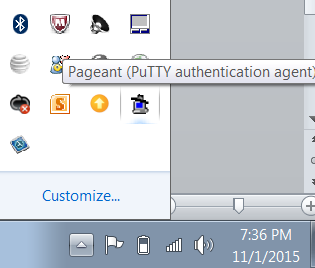 Pageant (PuTTY authentication agent)
S
Customize...
7:36 PM
11/1/2015